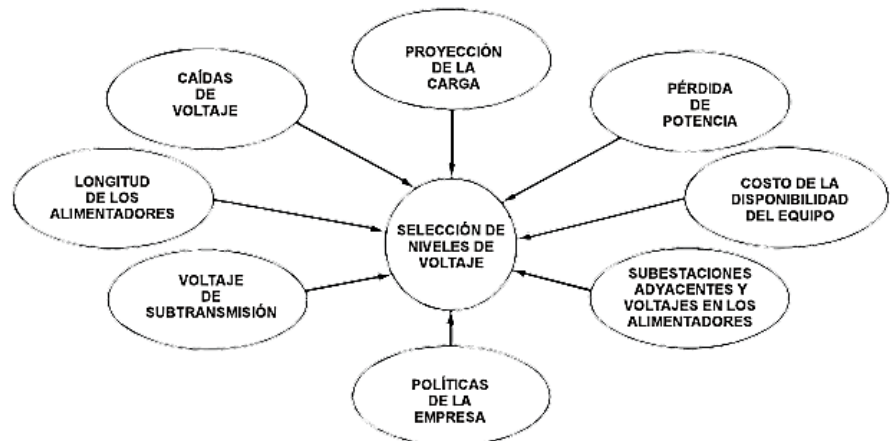 PROYECCIÓN
DE LA
CARGA
CAÍDAS
DE
VOLTAJE
PÉRDIDA
DE
POTENCIA
LONGITUD
DE LOS
ALIMENTADORES
COSTO DE LA
DISPONIBILIDAD
DEL EQUIPO
SELECCIÓN DE
NIVELES DE
VOLTAJE
VOLTAJE
DE
SUBTRANSMISIÓN
SUBESTACIONES
ADYACENTES Y
VOLTAJES EN LOS
ALIMENTADORES
POLÍTICAS
DE LA
EMPRESA